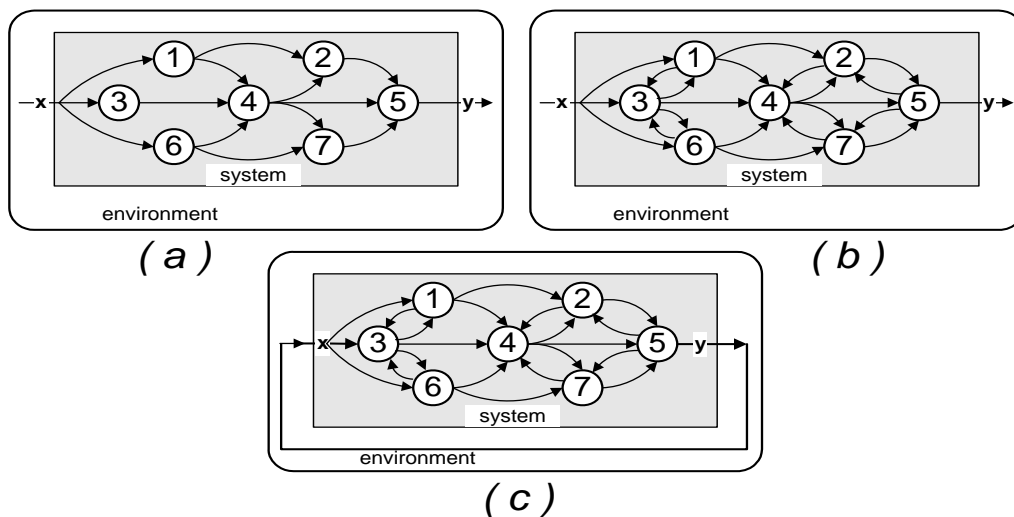 1 2
x 3 4 5 y
6 7
system
environment
( a )
1 2
x 3 4 5 y
6 7
system
environment
( b )
1 2
x 3 4 5 y
6 7
system
environment
( c )